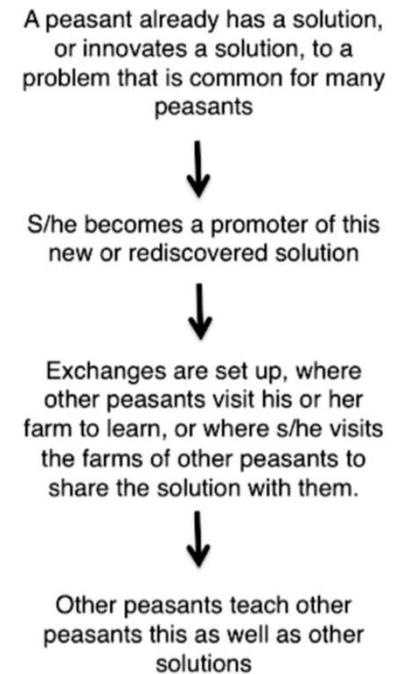 A peasant already has a solution,
or innovates a solution, to a
problem that is common for many
peasants
S/he becomes a promoter of this
new or rediscovered solution
Exchanges are set up, where
other peasants visit his or her
farm to learn, or where s/he visits
the farms of other peasants to
share the solution with them.
Other peasants teach other
peasants this as well as other
solutions